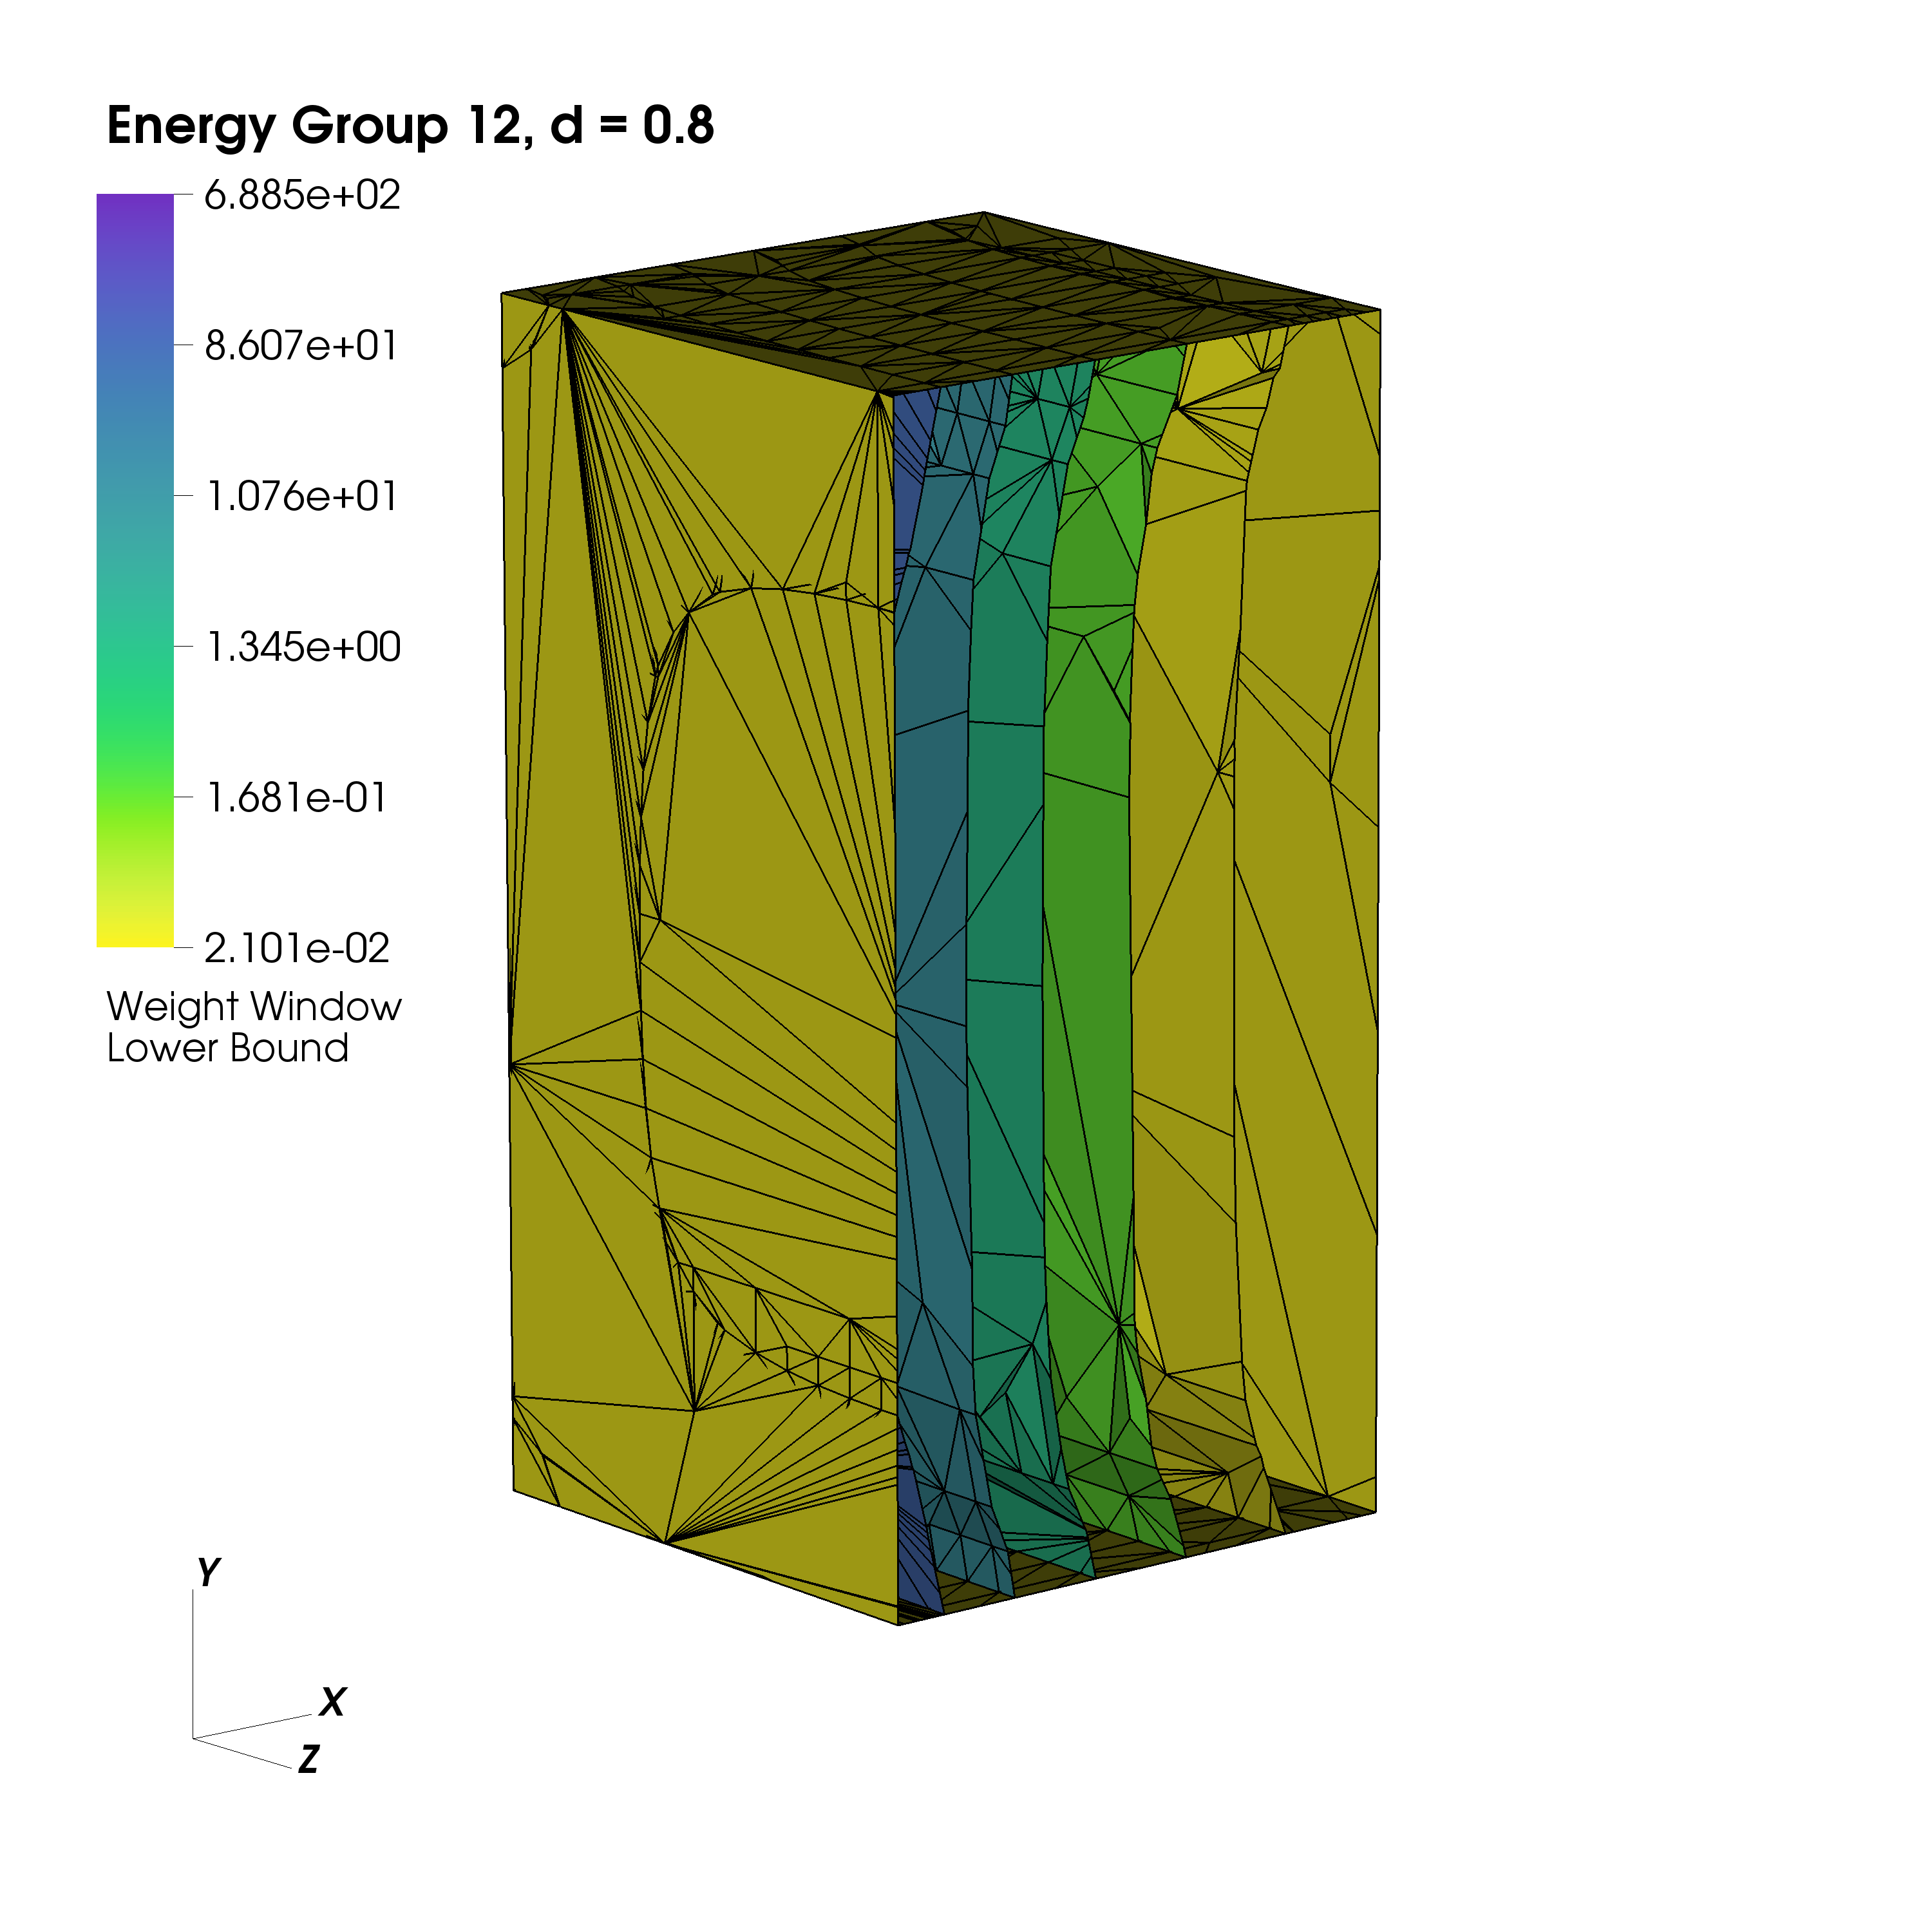 Energy Group 12, d = 0.8
6.885e+02
8.607e+01
1.076e+01
1.345e+00
1.681e-01
2.101e-02
Weight Window
Lower Bound
Y
X
Z